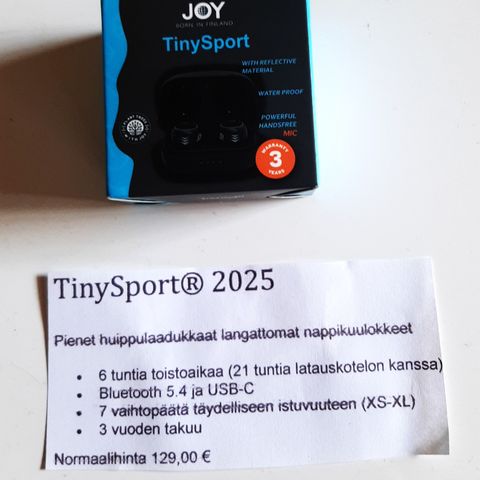 JOY
BORN IN FINLAND
TinySport
WITH REFLECTIVE
MATERIAL
WATER PROOF
POWERFUL
HANDSFREE
MIC
WARRANTY
3
YEARS
TinySport® 2025
Pienet huippulaadukkaat langattomat nappikuulokkeet
• 6 tuntia toistoaikaa (21 tuntia latauskotelon kanssa)
• Bluetooth 5.4 ja USB-C
• 7 vaihtopäätä täydelliseen istuvuuteen (XS-XL)
• 3 vuoden takuu
Normaalihinta 129,00 €